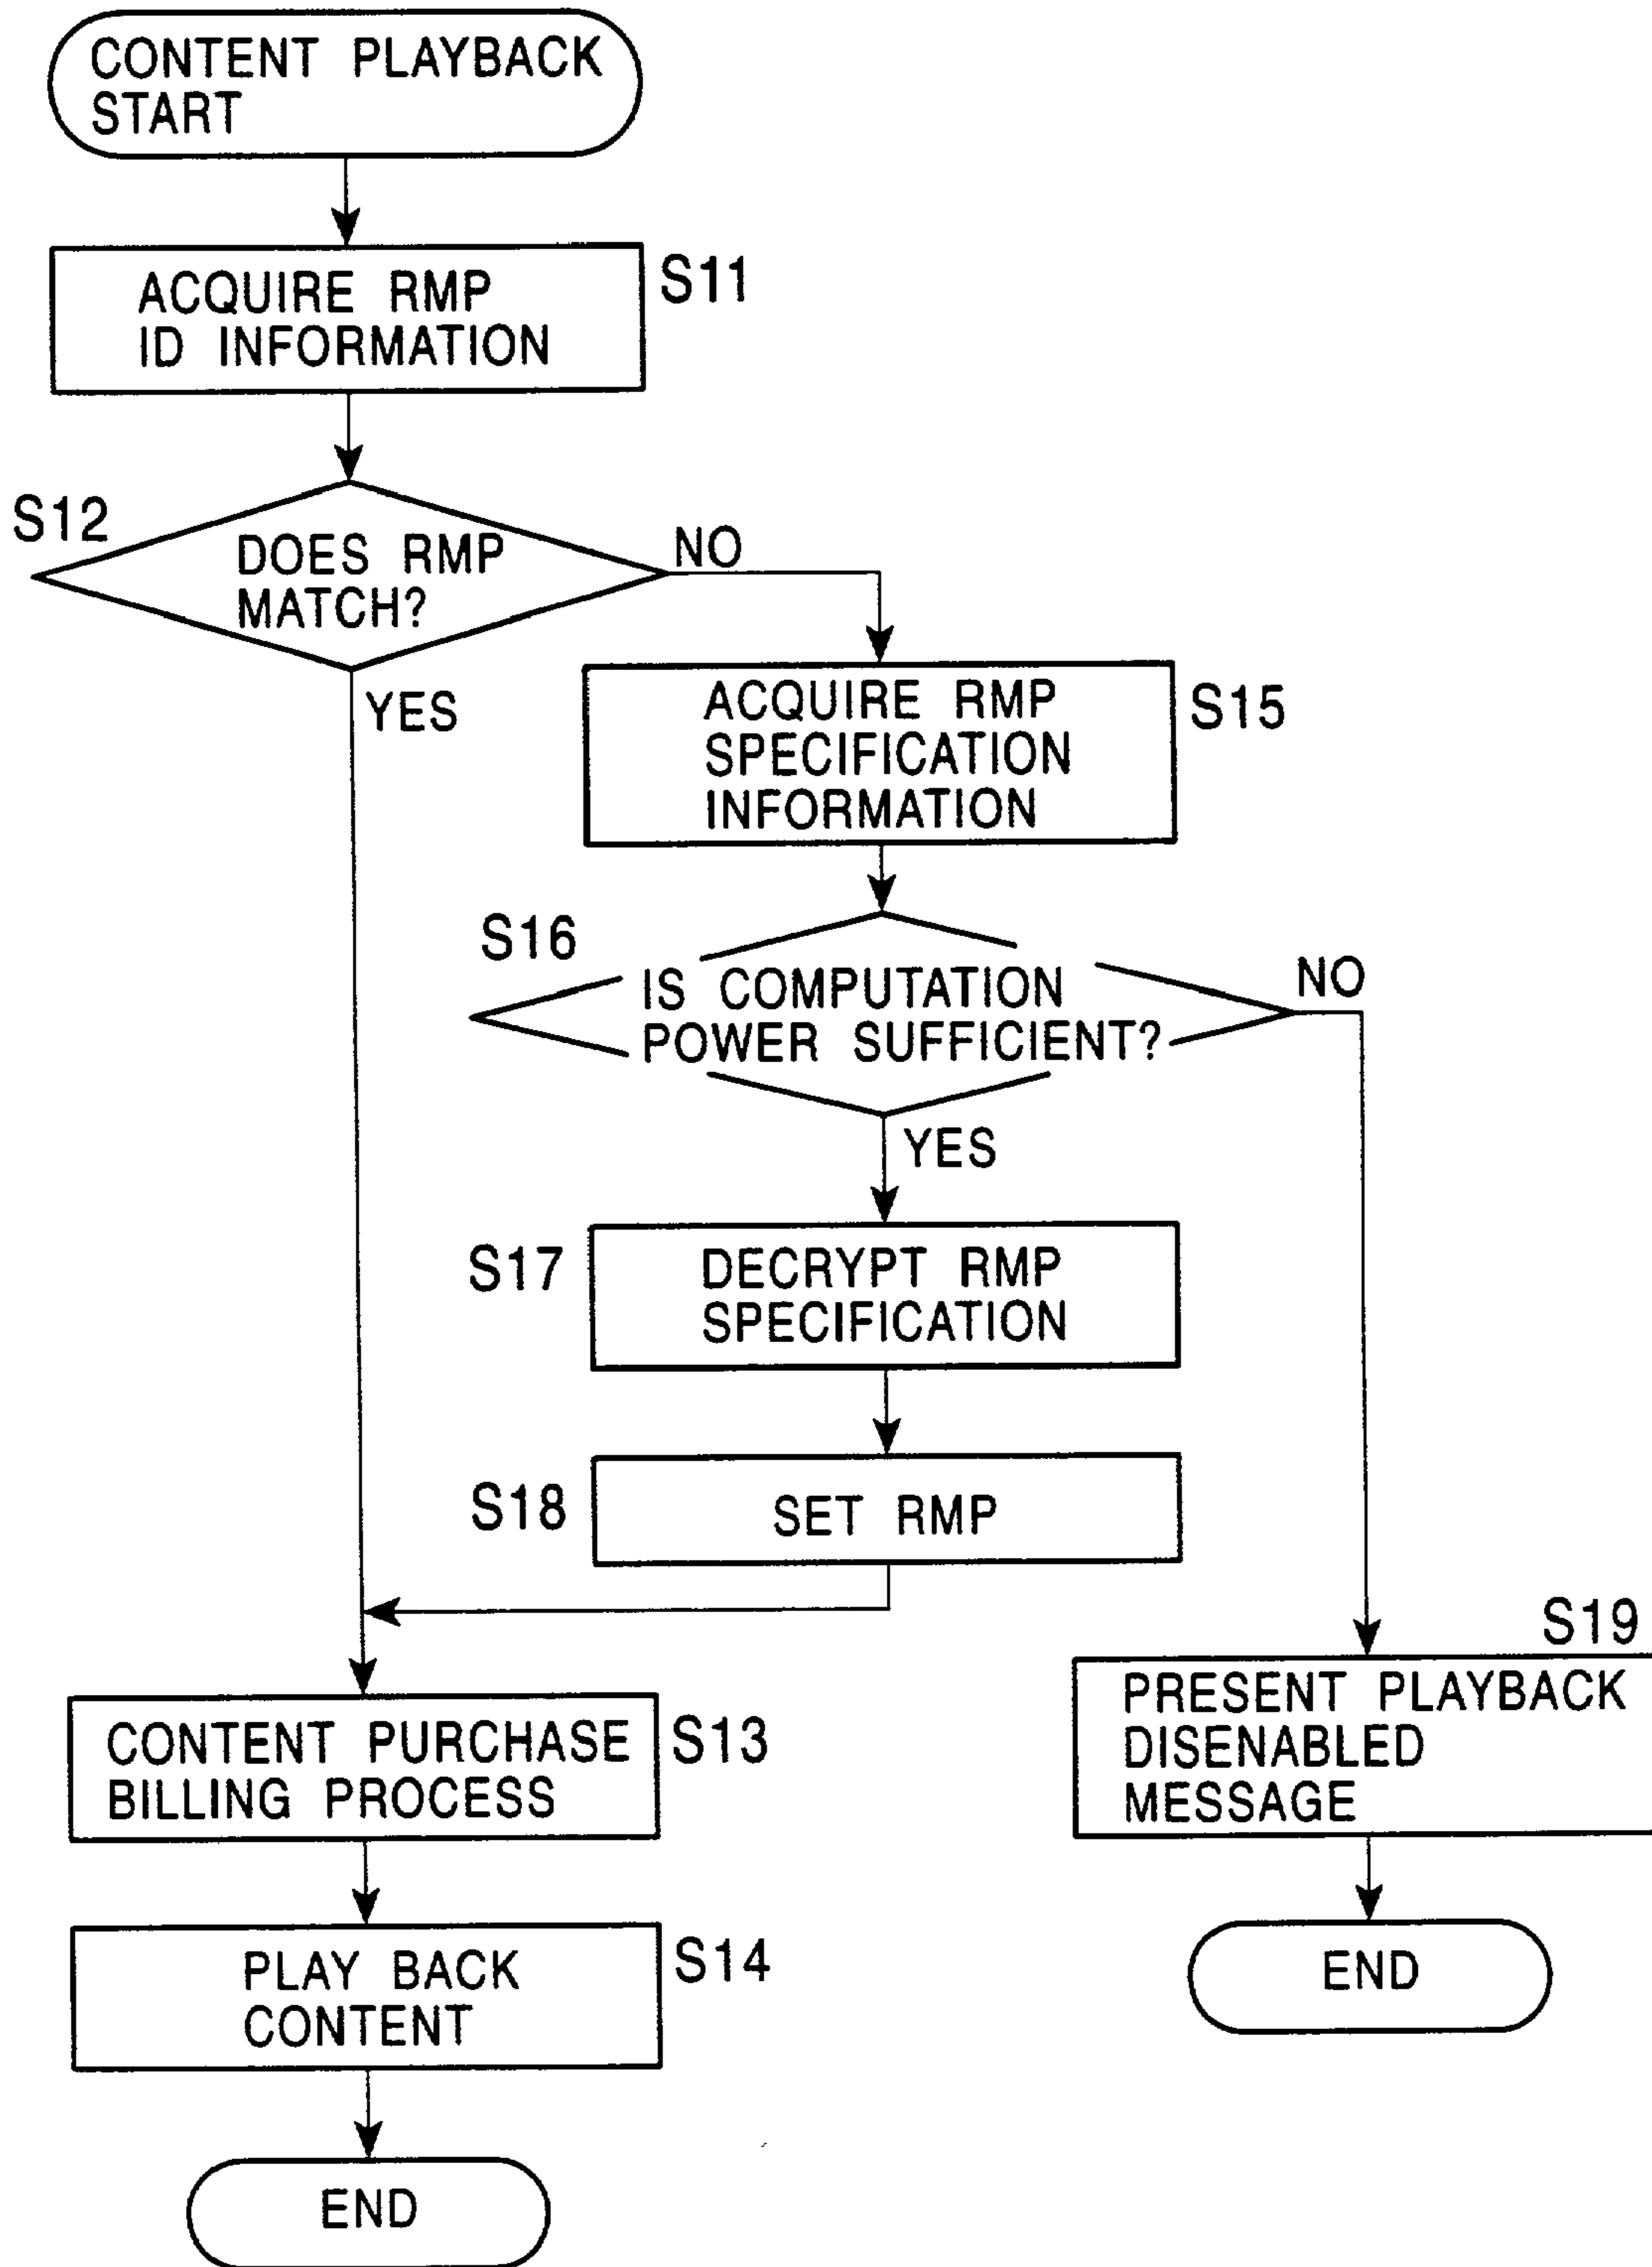 CONTENT PLAYBACK
START
ACQUIRE RMP
ID INFORMATION
S11
S12
DOES RMP
MATCH?
NO
YES
ACQUIRE RMP
SPECIFICATION
INFORMATION
S15
S16
IS COMPUTATION
POWER SUFFICIENT?
NO
YES
S17
DECRYPT RMP
SPECIFICATION
S18
SET RMP
S19
PRESENT PLAYBACK
DISENABLED
MESSAGE
CONTENT PURCHASE
BILLING PROCESS
S13
PLAY BACK
CONTENT
S14
END
END